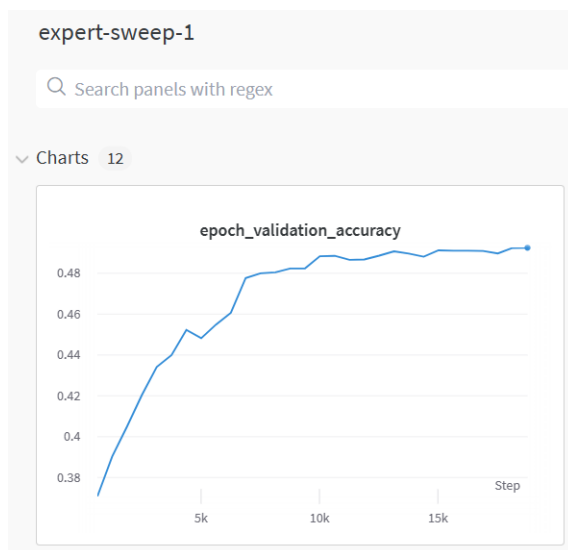 expert-sweep-1
Search panels with regex
Charts 12
epoch_validation_accuracy
0.48
0.46
0.44
0.42
0.4
0.38
Step
5k 10k 15k